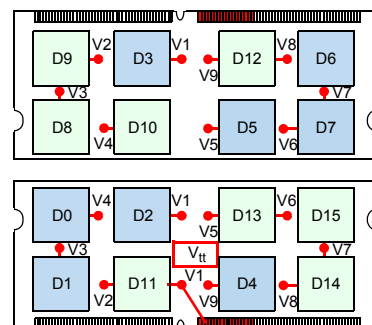 V2 V1 V8
D9 D3 D12 D6
V9
V3 V7
D8 D10 D5 D7
V4 V5 V6
V4 V1 V6
D0 D2 D13 D15
V5
V3 Vtt V7
D1 D11 V1 D4 D14
V2 V9 V8